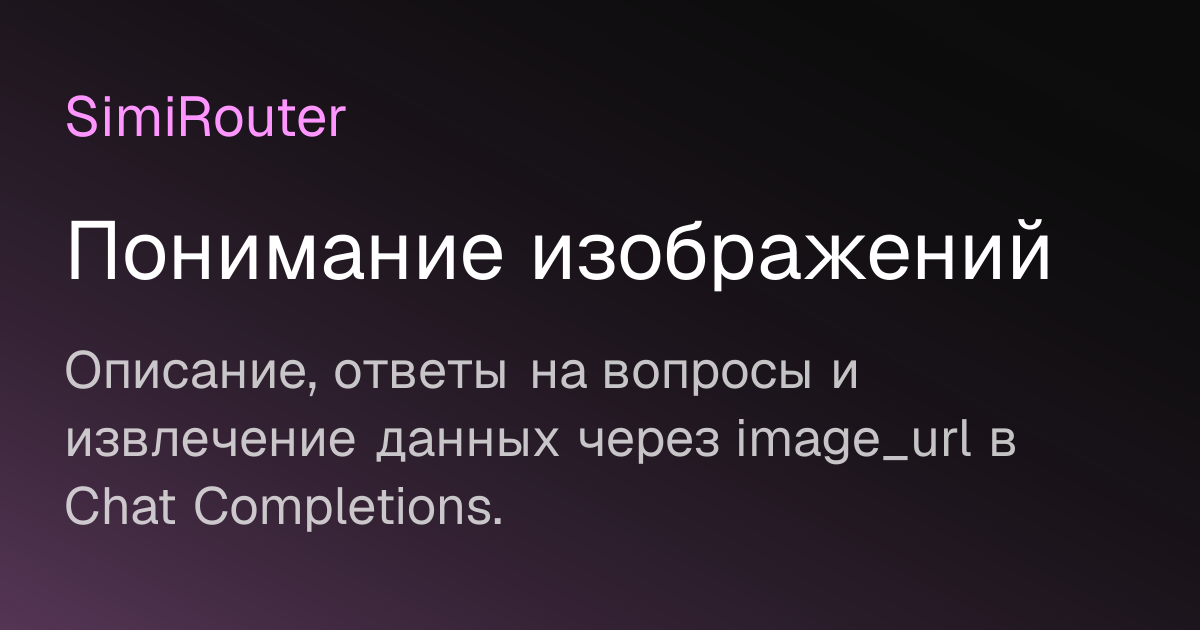 SimiRouter
Понимание изображений
Описание, ответы на вопросы и
извлечение данных через image_url в
Chat Completions.